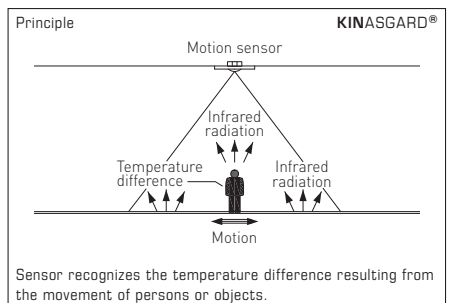 Principle KINASGARD®
Motion sensor
Infrared
radiation
Temperature
difference
Infrared
radiation
Motion
Sensor recognizes the temperature difference resulting from
the movement of persons or objects.